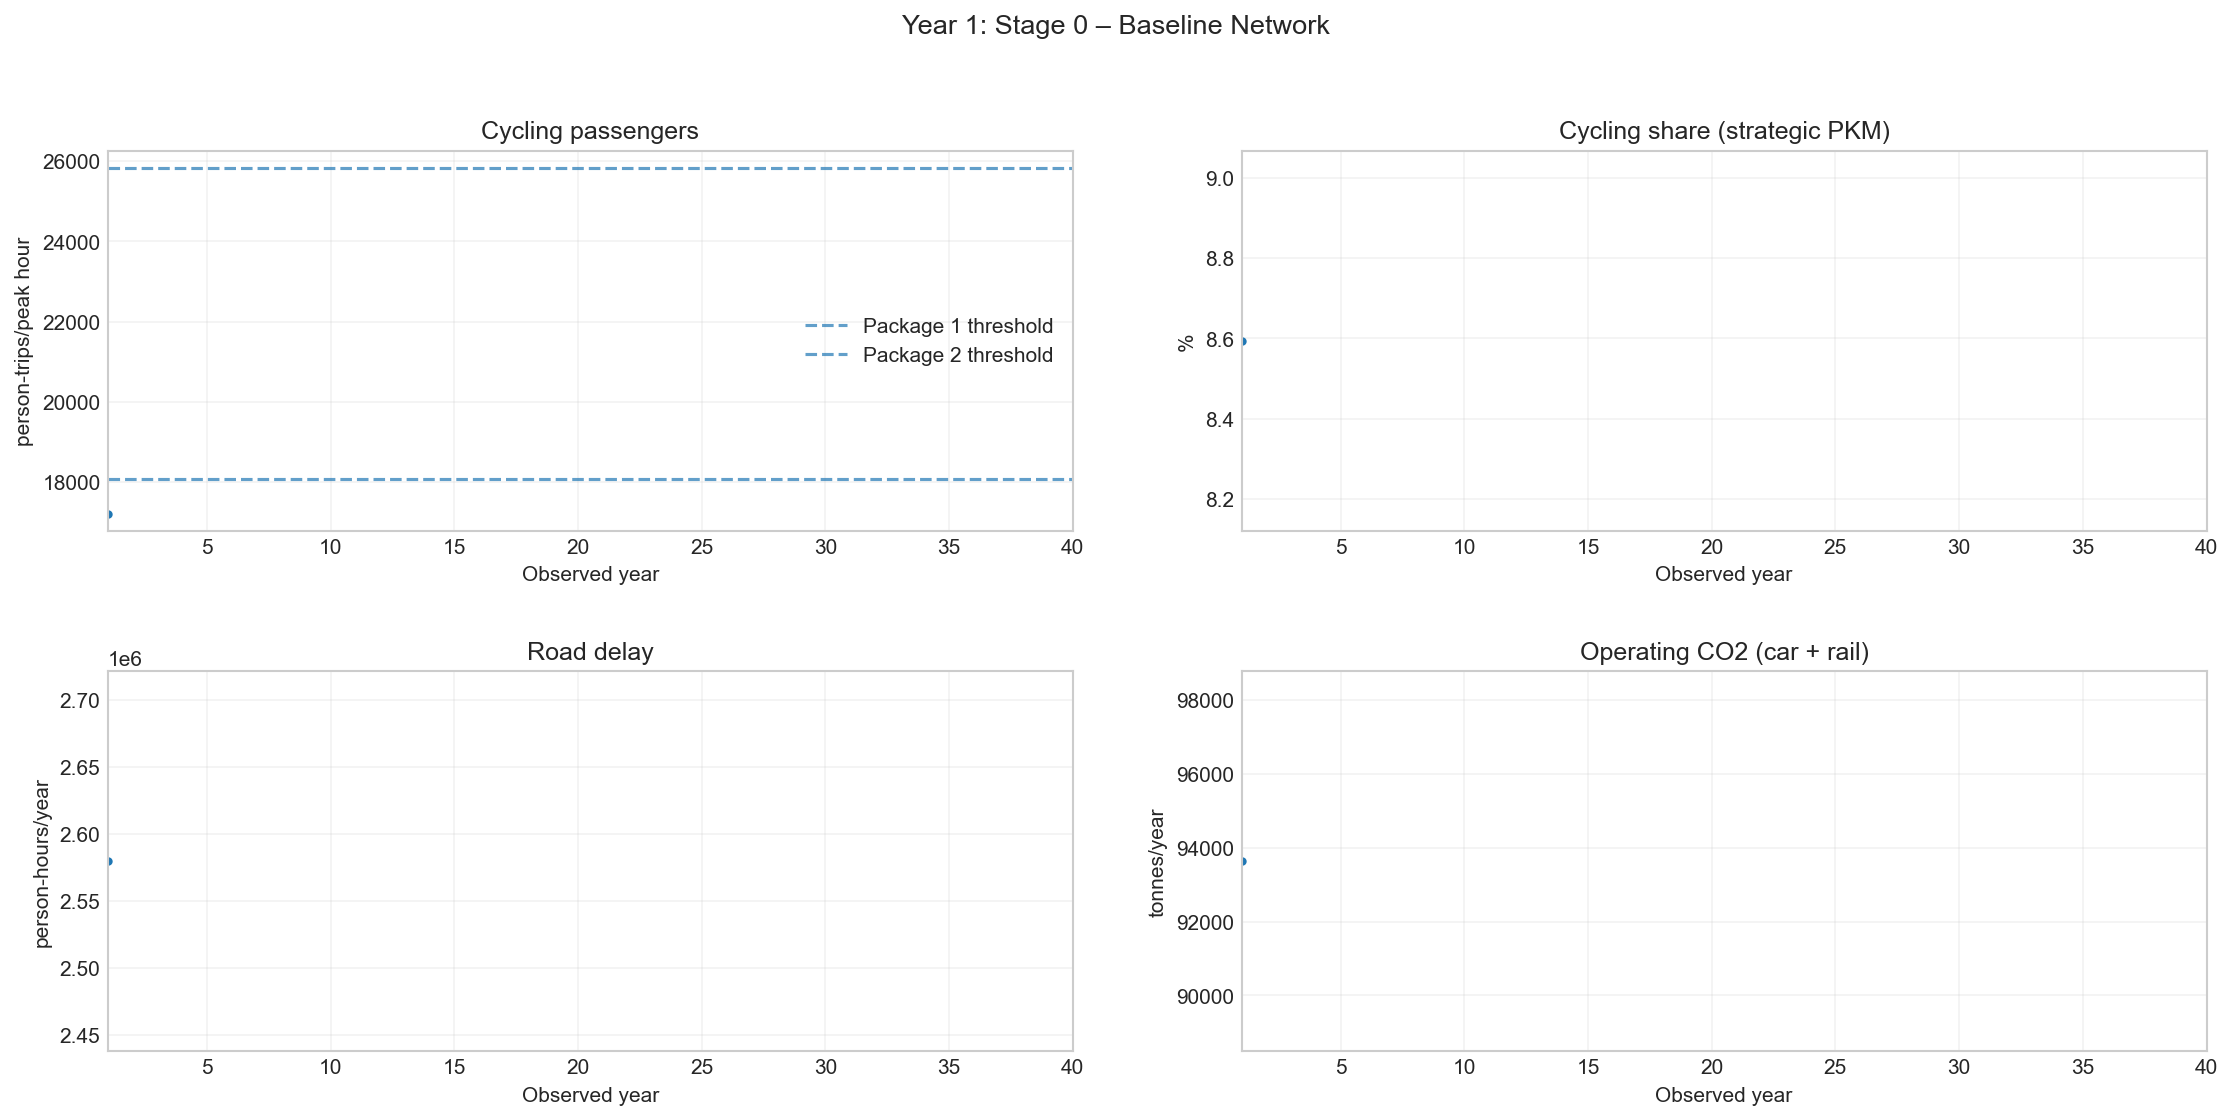 Year 1: Stage 0 – Baseline Network
Cycling passengers
person-trips/peak hour
26000
24000
22000
20000
18000
Package 1 threshold
Package 2 threshold
5 10 15 20 25 30 35 40
Observed year
Cycling share (strategic PKM)
%
9.0
8.8
8.6
8.4
8.2
5 10 15 20 25 30 35 40
Observed year
Road delay
1e6
person-hours/year
2.70
2.65
2.60
2.55
2.50
2.45
5 10 15 20 25 30 35 40
Observed year
Operating CO2 (car + rail)
tonnes/year
98000
96000
94000
92000
90000
5 10 15 20 25 30 35 40
Observed year